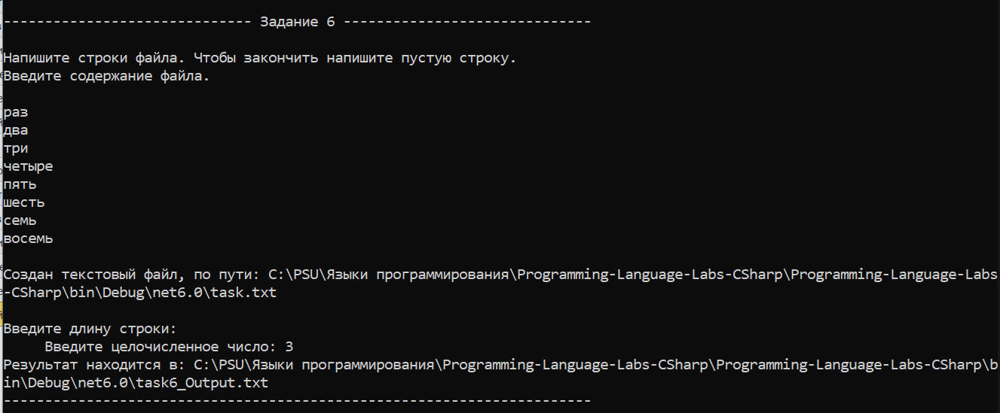 ------------------------------ Задание 6 ------------------------------
Напишите строки файла. Чтобы закончить напишите пустую строку.
Введите содержание файла.
раз
два
три
четыре
пять
шесть
семь
восемь
Создан текстовый файл, по пути: C:\PSU\Языки программирования\Programming-Language-Labs-CSharp\Programming-Language-Labs
-CSharp\bin\Debug\net6.0\task.txt
Введите длину строки:
     Введите целочисленное число: 3
Результат находится в: C:\PSU\Языки программирования\Programming-Language-Labs-CSharp\Programming-Language-Labs-CSharp\b
in\Debug\net6.0\task6_Output.txt
-----------------------------------------------------------------------